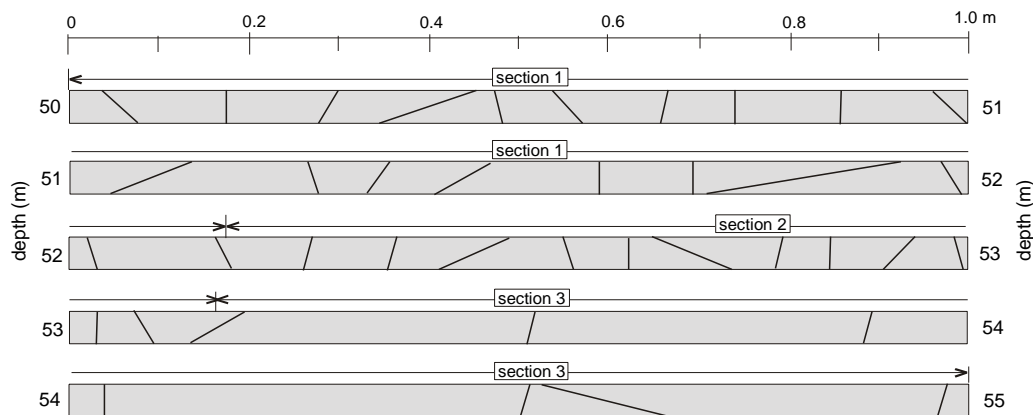 0 0.2 0.4 0.6 0.8 1.0 m
section 1
50 51
section 1
51 52
section 2
52 53
section 3
53 54
section 3
54 55
depth (m)
depth (m)